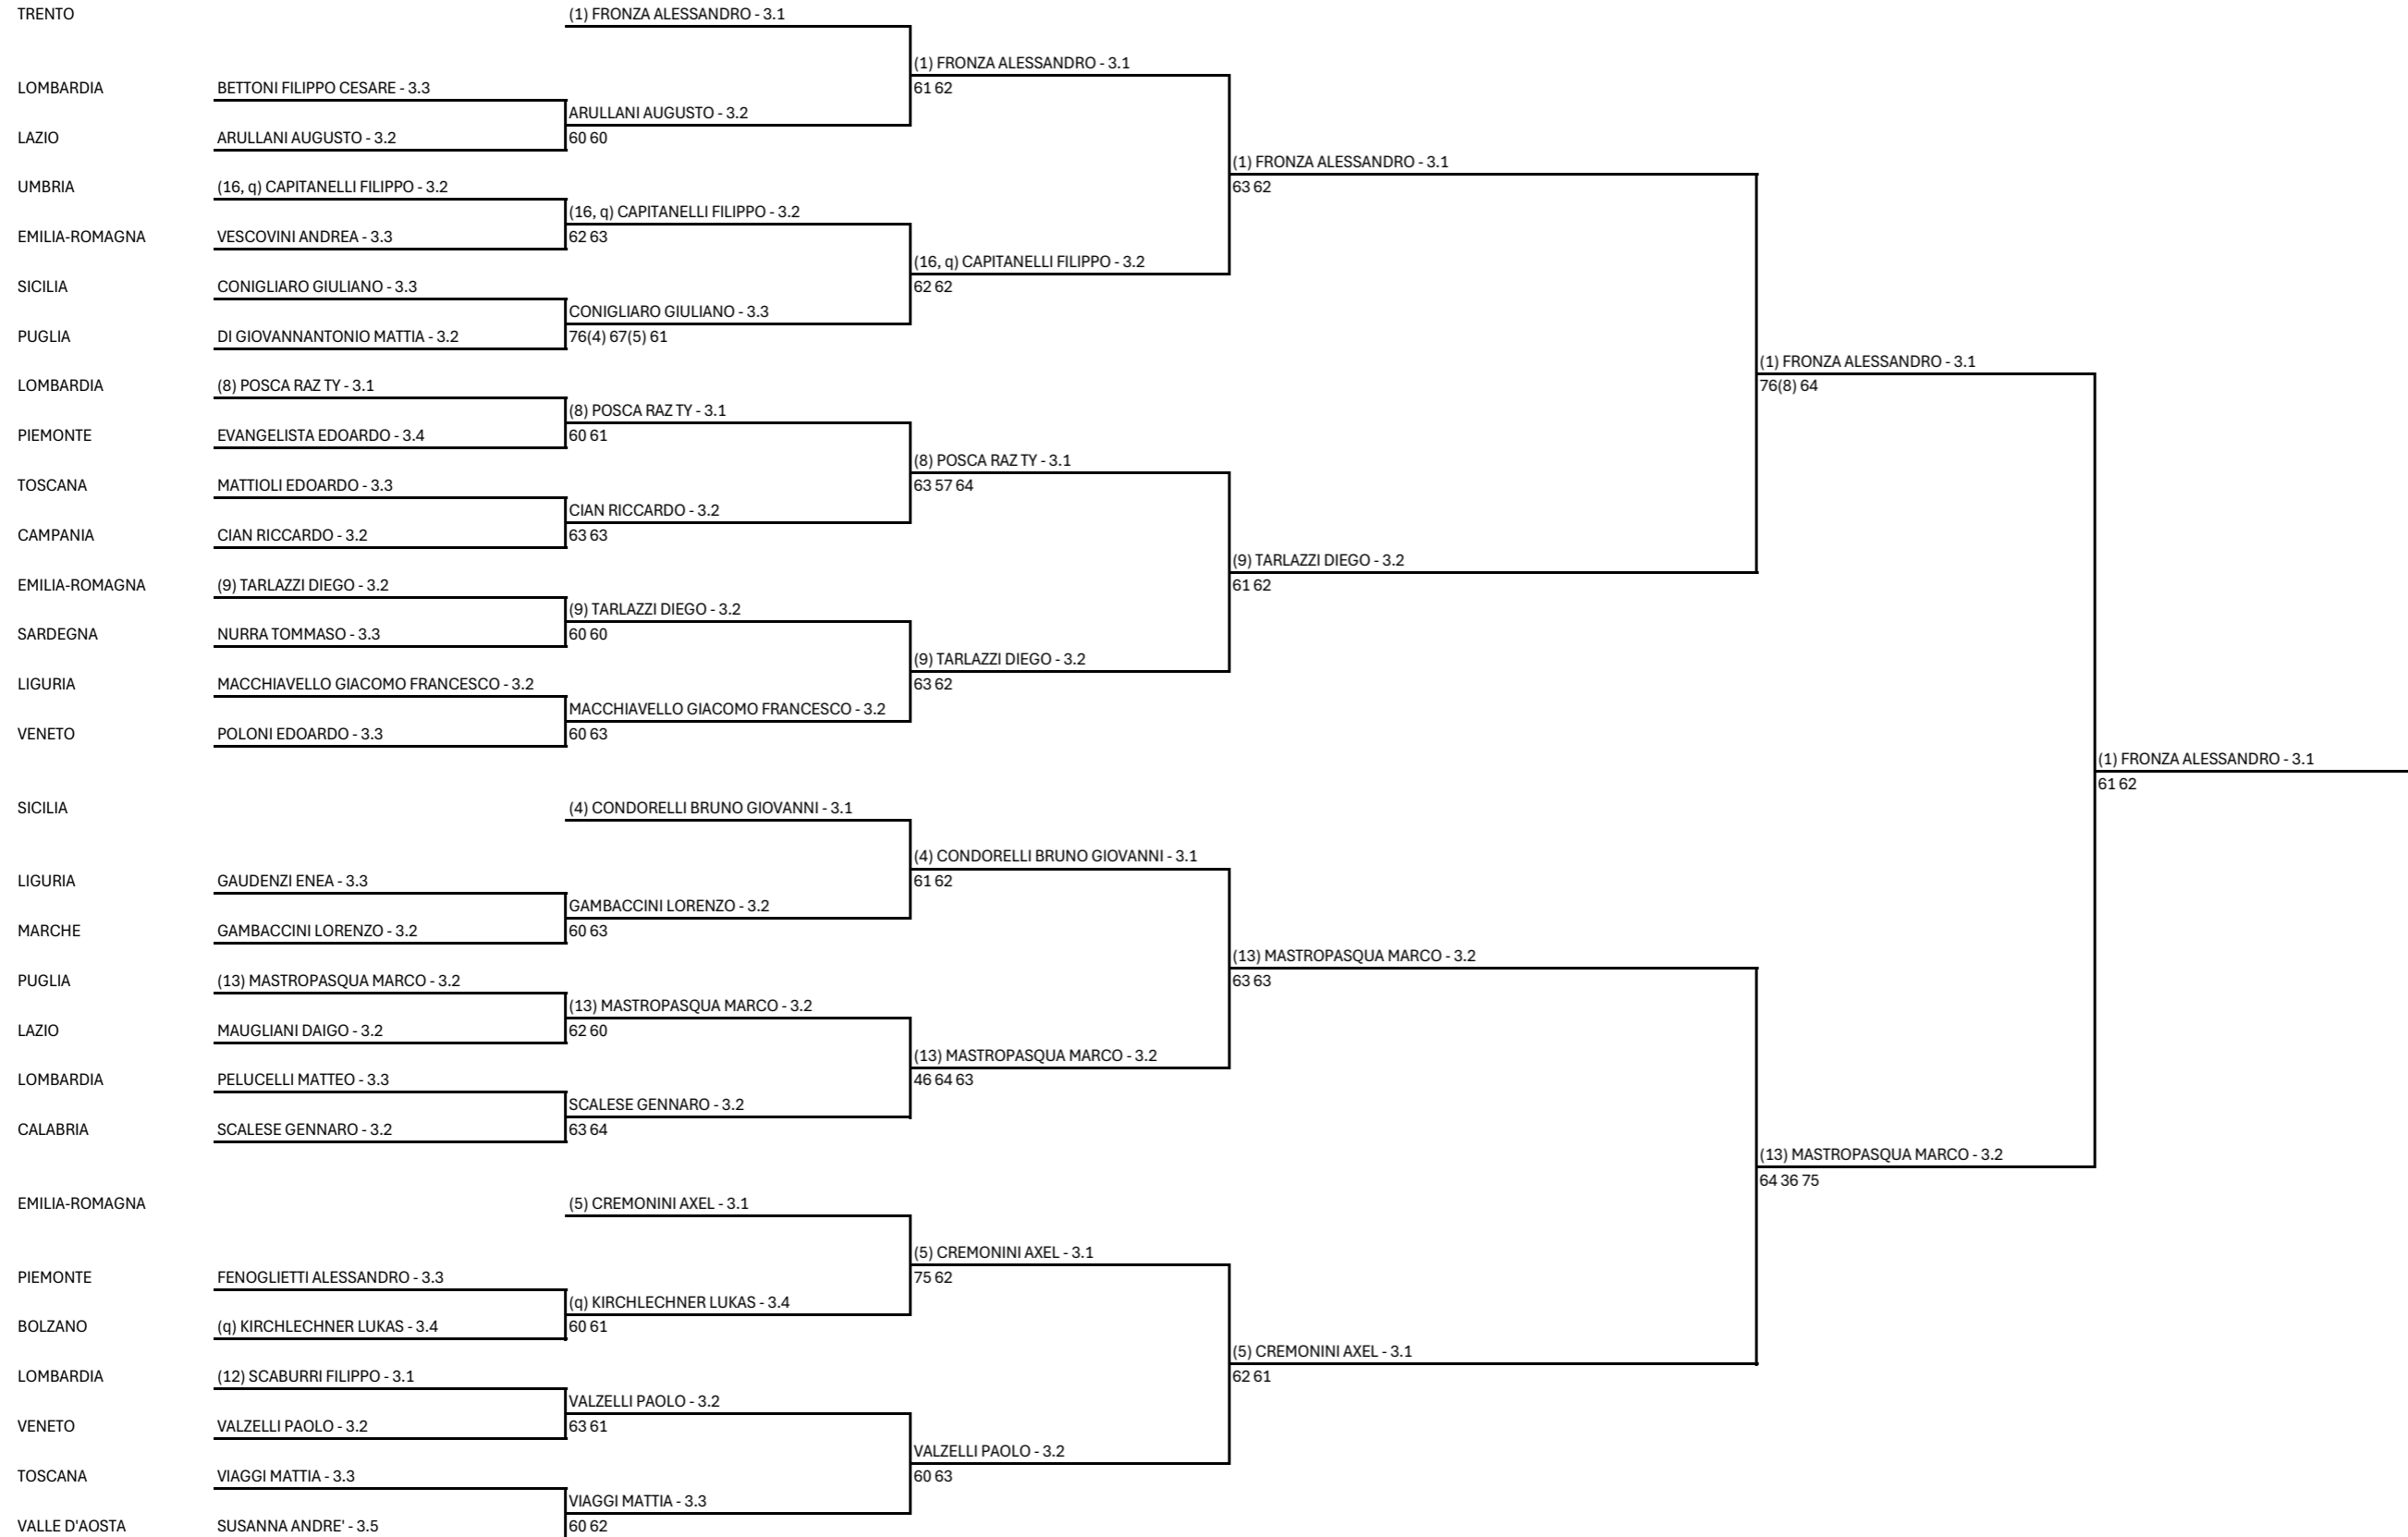 TRENTO (1) FRONZA ALESSANDRO - 3.1
(1) FRONZA ALESSANDRO - 3.1
LOMBARDIA BETTONI FILIPPO CESARE - 3.3 61 62
ARULLANI AUGUSTO - 3.2
LAZIO ARULLANI AUGUSTO - 3.2 60 60
(1) FRONZA ALESSANDRO - 3.1
UMBRIA (16, q) CAPITANELLI FILIPPO - 3.2 63 62
(16, q) CAPITANELLI FILIPPO - 3.2
EMILIA-ROMAGNA VESCOVINI ANDREA - 3.3 62 63
(16, q) CAPITANELLI FILIPPO - 3.2
SICILIA CONIGLIARO GIULIANO - 3.3 62 62
CONIGLIARO GIULIANO - 3.3
PUGLIA DI GIOVANNANTONIO MATTIA - 3.2 76(4) 67(5) 61
(1) FRONZA ALESSANDRO - 3.1
LOMBARDIA (8) POSCA RAZ TY - 3.1 76(8) 64
(8) POSCA RAZ TY - 3.1
PIEMONTE EVANGELISTA EDOARDO - 3.4 60 61
(8) POSCA RAZ TY - 3.1
TOSCANA MATTIOLI EDOARDO - 3.3 63 57 64
CIAN RICCARDO - 3.2
CAMPANIA CIAN RICCARDO - 3.2 63 63
(9) TARLAZZI DIEGO - 3.2
EMILIA-ROMAGNA (9) TARLAZZI DIEGO - 3.2 61 62
(9) TARLAZZI DIEGO - 3.2
SARDEGNA NURRA TOMMASO - 3.3 60 60
(9) TARLAZZI DIEGO - 3.2
LIGURIA MACCHIAVELLO GIACOMO FRANCESCO - 3.2 63 62
MACCHIAVELLO GIACOMO FRANCESCO - 3.2
VENETO POLONI EDOARDO - 3.3 60 63
(1) FRONZA ALESSANDRO - 3.1
61 62
SICILIA (4) CONDORELLI BRUNO GIOVANNI - 3.1
(4) CONDORELLI BRUNO GIOVANNI - 3.1
LIGURIA GAUDENZI ENEA - 3.3 61 62
GAMBACCINI LORENZO - 3.2
MARCHE GAMBACCINI LORENZO - 3.2 60 63
(13) MASTROPASQUA MARCO - 3.2
PUGLIA (13) MASTROPASQUA MARCO - 3.2 63 63
(13) MASTROPASQUA MARCO - 3.2
LAZIO MAUGLIANI DAIGO - 3.2 62 60
(13) MASTROPASQUA MARCO - 3.2
LOMBARDIA PELUCELLI MATTEO - 3.3 46 64 63
SCALESE GENNARO - 3.2
CALABRIA SCALESE GENNARO - 3.2 63 64
(13) MASTROPASQUA MARCO - 3.2
64 36 75
EMILIA-ROMAGNA (5) CREMONINI AXEL - 3.1
(5) CREMONINI AXEL - 3.1
PIEMONTE FENOGLIETTI ALESSANDRO - 3.3 75 62
(q) KIRCHLECHNER LUKAS - 3.4
BOLZANO (q) KIRCHLECHNER LUKAS - 3.4 60 61
(5) CREMONINI AXEL - 3.1
LOMBARDIA (12) SCABURRI FILIPPO - 3.1 62 61
VALZELLI PAOLO - 3.2
VENETO VALZELLI PAOLO - 3.2 63 61
VALZELLI PAOLO - 3.2
TOSCANA VIAGGI MATTIA - 3.3 60 63
VIAGGI MATTIA - 3.3
VALLE D'AOSTA SUSANNA ANDRE' - 3.5 60 62